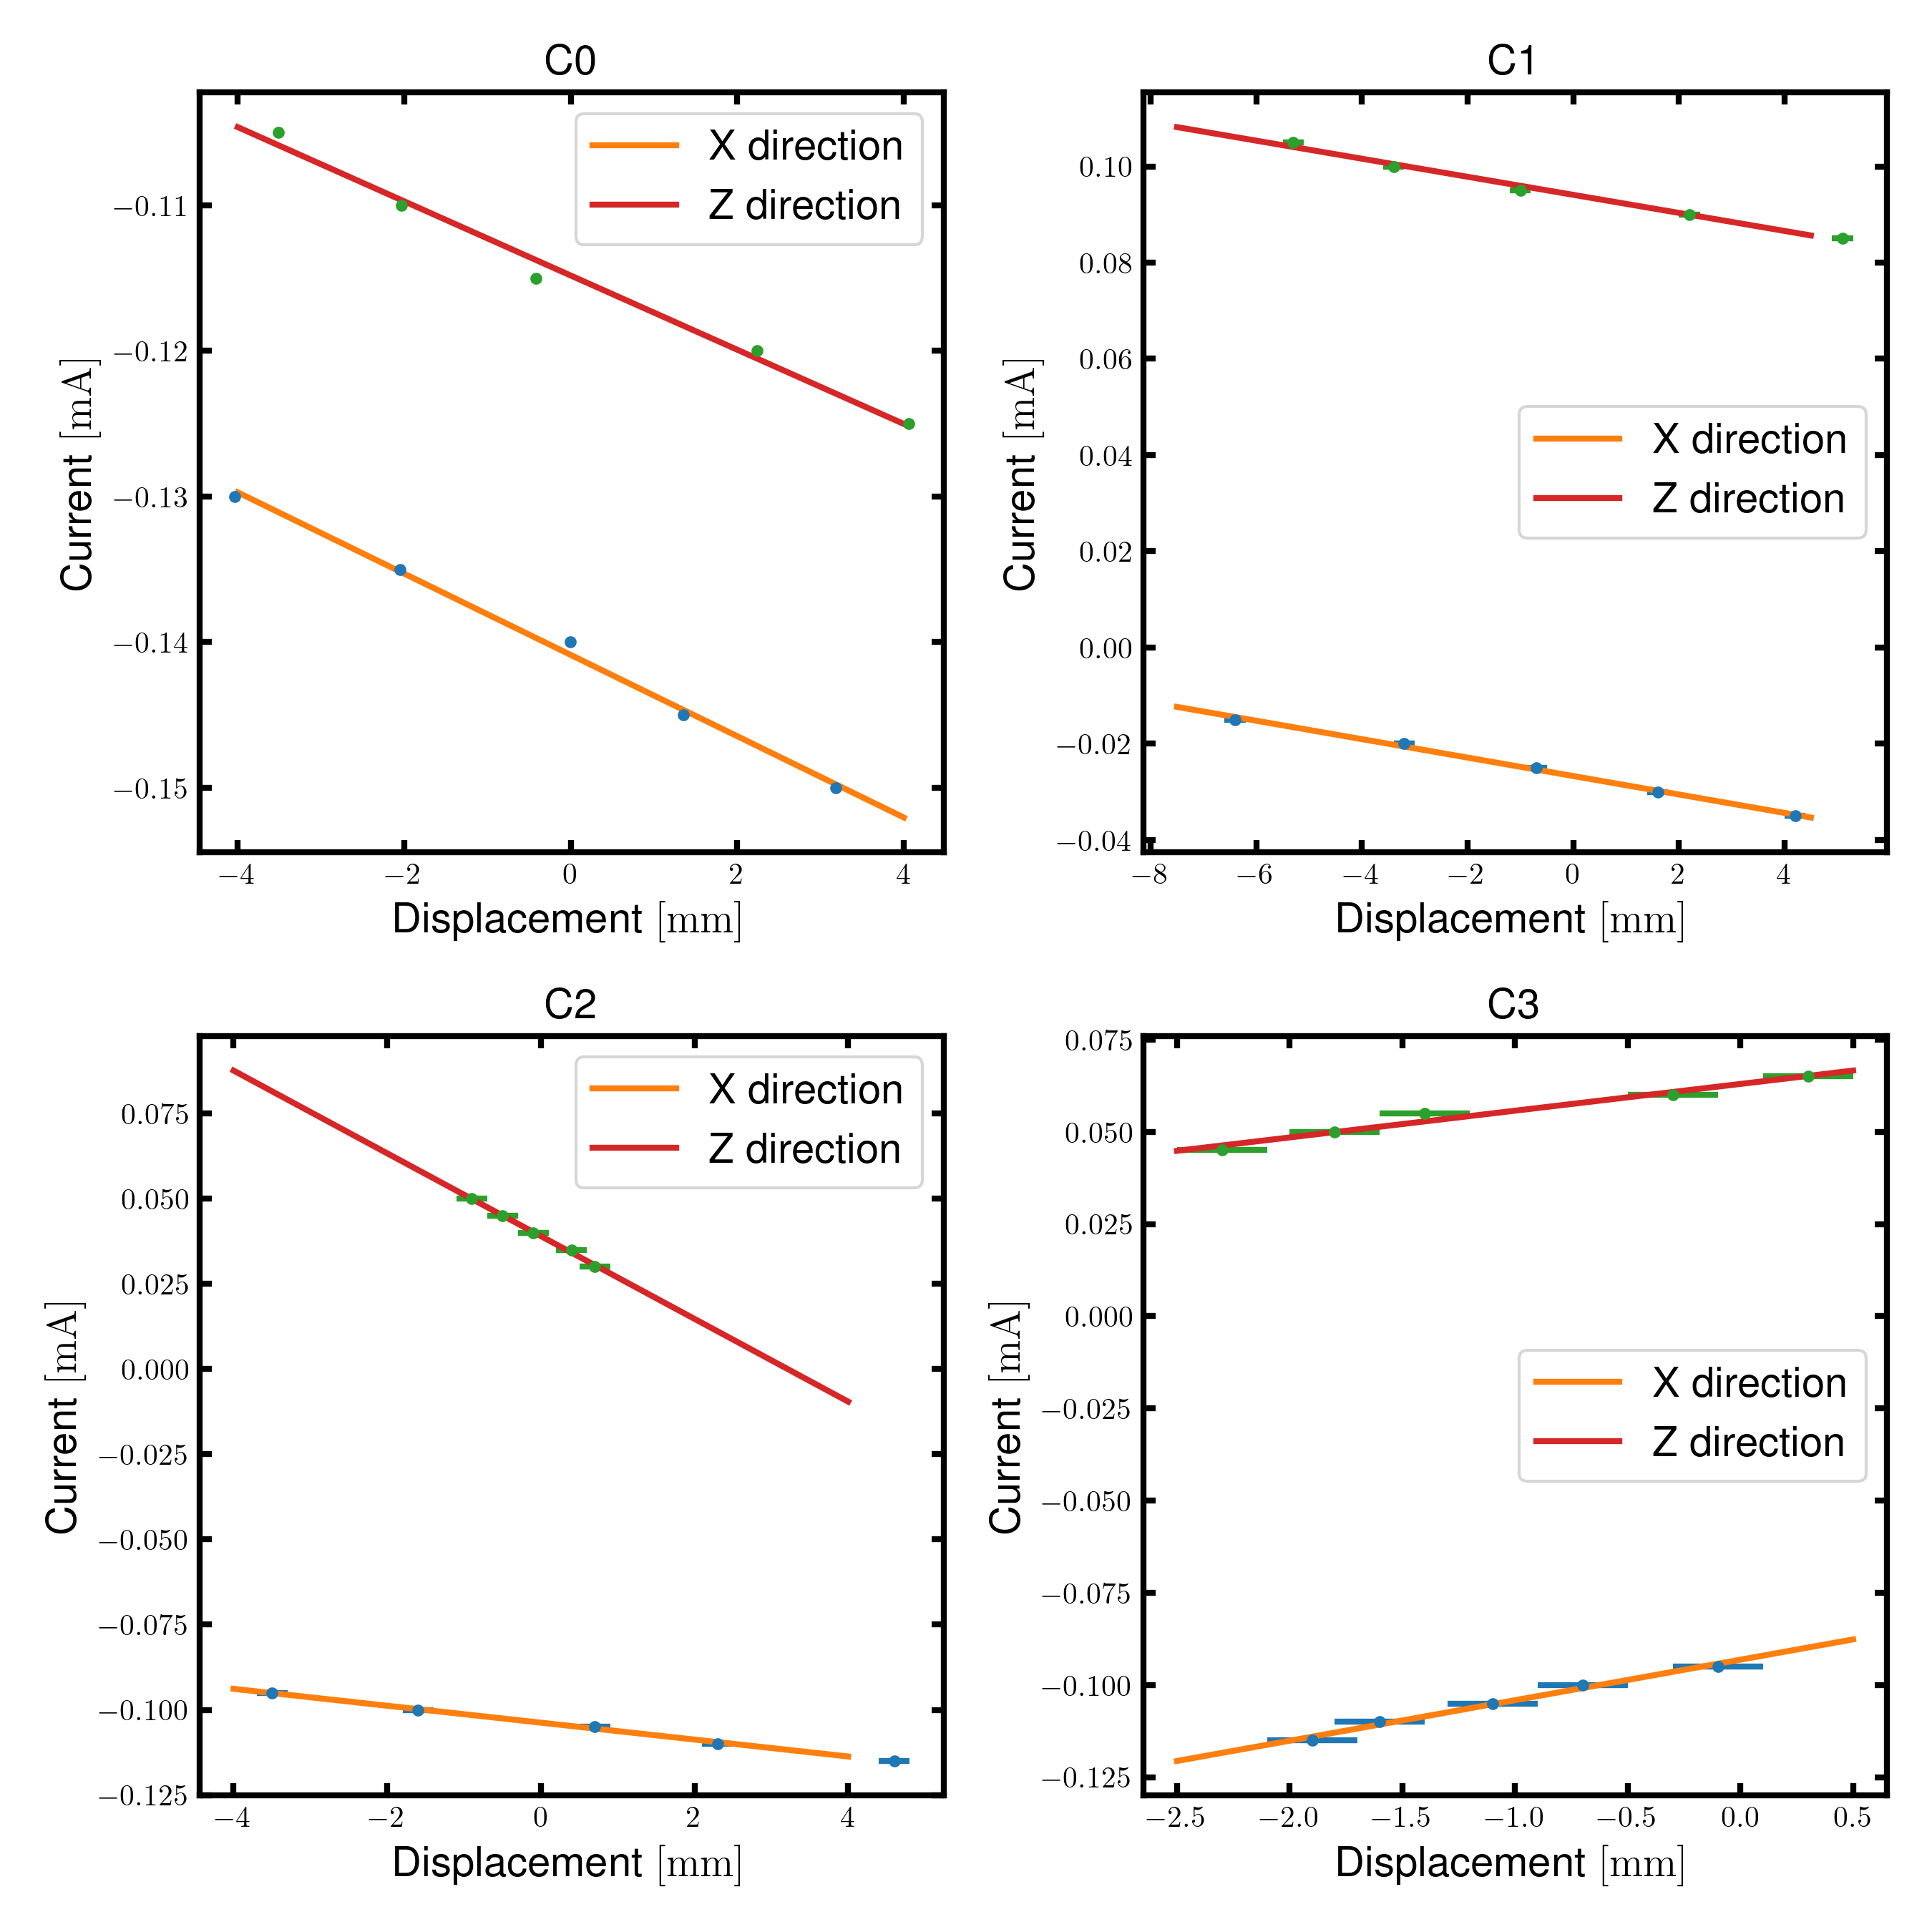 C0
X direction
Z direction
−0.11
−0.12
−0.13
−0.14
−0.15
Current [mA]
−4 −2 0 2 4
Displacement [mm]
C1
X direction
Z direction
0.10
0.08
0.06
0.04
0.02
0.00
−0.02
−0.04
Current [mA]
−8 −6 −4 −2 0 2 4
Displacement [mm]
C2
X direction
Z direction
0.075
0.050
0.025
0.000
−0.025
−0.050
−0.075
−0.100
−0.125
Current [mA]
−4 −2 0 2 4
Displacement [mm]
C3
X direction
Z direction
0.075
0.050
0.025
0.000
−0.025
−0.050
−0.075
−0.100
−0.125
Current [mA]
−2.5 −2.0 −1.5 −1.0 −0.5 0.0 0.5
Displacement [mm]